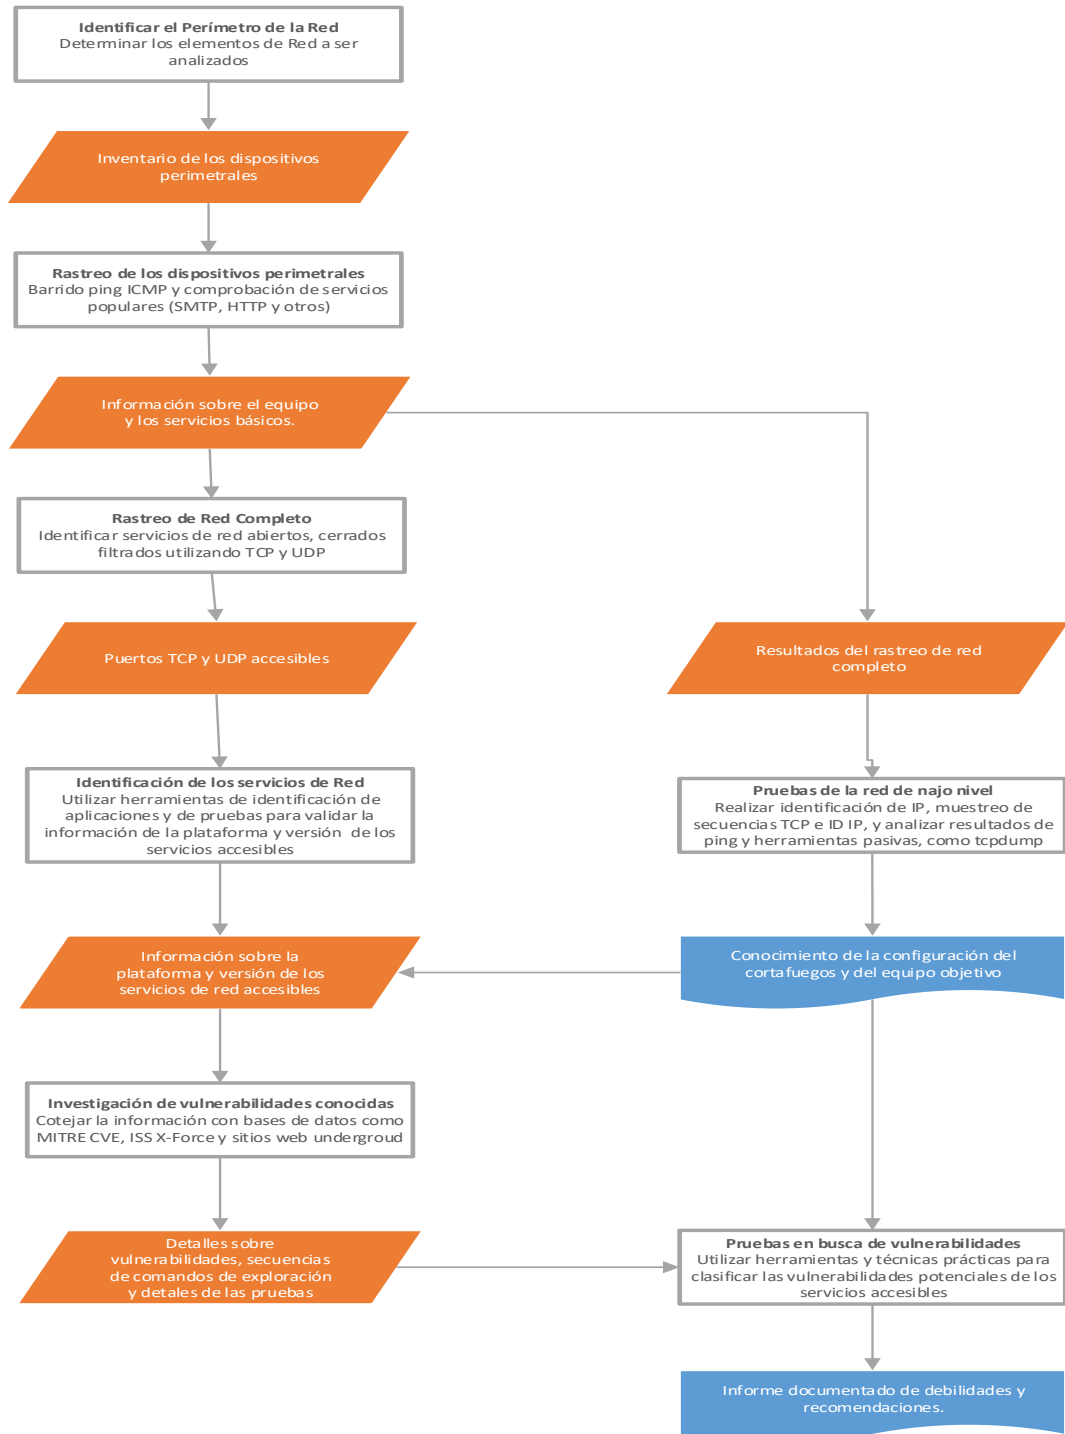 Identificar el Perímetro de la Red
Determinar los elementos de Red a ser
analizados
Inventario de los dispositivos
perimetrales
Rastreo de los dispositivos perimetrales
Barrido ping ICMP y comprobación de servicios
populares (SMTP, HTTP y otros)
Información sobre el equipo
y los servicios básicos.
Rastreo de Red Completo
Identificar servicios de red abiertos, cerrados
filtrados utilizando TCP y UDP
Puertos TCP y UDP accesibles
Resultados del rastreo de red
completo
Identificación de los servicios de Red
Utilizar herramientas de identificación de
aplicaciones y de pruebas para validar la
información de la plataforma y versión de los
servicios accesibles
Pruebas de la red de najo nivel
Realizar identificación de IP, muestreo de
secuencias TCP e ID IP, y analizar resultados de
ping y herramientas pasivas, como tcpdump
Información sobre la
plataforma y versión de los
servicios de red accesibles
Conocimiento de la configuración del
cortafuegos y del equipo objetivo
Investigación de vulnerabilidades conocidas
Cotejar la información con bases de datos como
MITRE CVE, ISS X-Force y sitios web undergroud
Detalles sobre
vulnerabilidades, secuencias
de comandos de exploración
y detales de las pruebas
Pruebas en busca de vulnerabilidades
Utilizar herramientas y técnicas prácticas para
clasificar las vulnerabilidades potenciales de los
servicios accesibles
Informe documentado de debilidades y
recomendaciones.